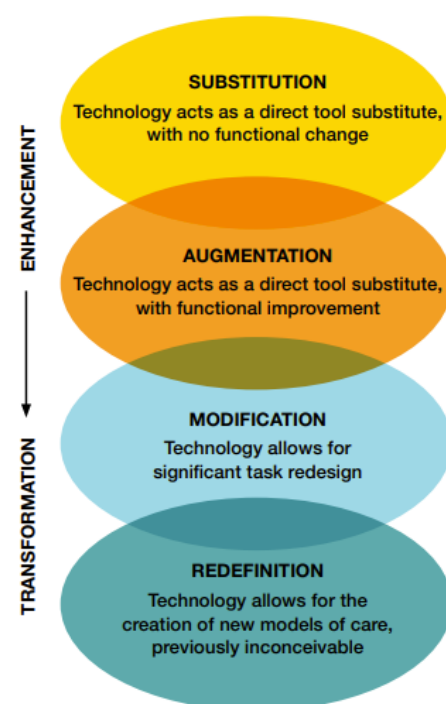 SUBSTITUTION
Technology acts as a direct tool substitute,
with no functional change
ENHANCEMENT
AUGMENTATION
Technology acts as a direct tool substitute,
with functional improvement
MODIFICATION
Technology allows for
significant task redesign
TRANSFORMATION
REDEFINITION
Technology allows for the
creation of new models of care,
previously inconceivable